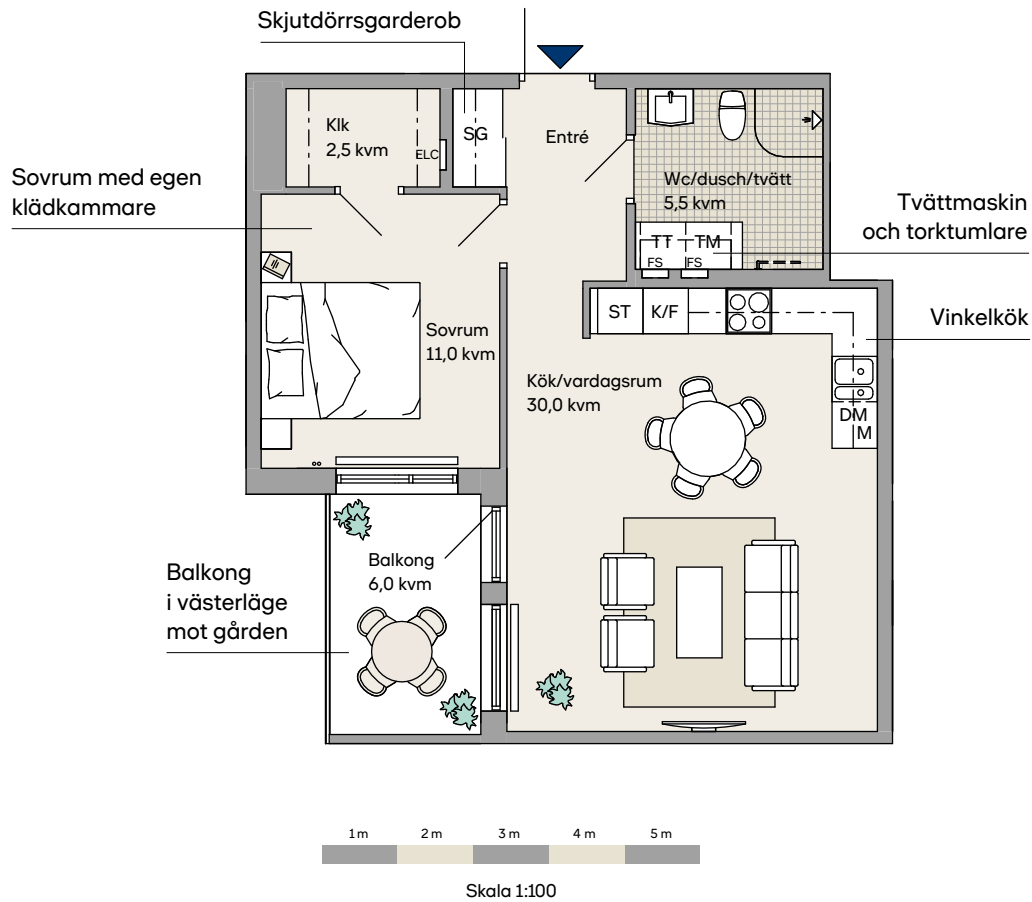 Skjutdörrsgarderob
Klk
2,5 kvm
ELC
SG
Entré
Sovrum med egen
klädkammare
Wc/dusch/tvätt
5,5 kvm
Tvättmaskin
och torktumlare
TT
TM
FS
FS
ST
K/F
Vinkelkök
Sovrum
11,0 kvm
Kök/vardagsrum
30,0 kvm
DM
M
Balkong
6,0 kvm
Balkong
i västerläge
mot gården
1 m
2 m
3 m
4 m
5 m
Skala 1:100